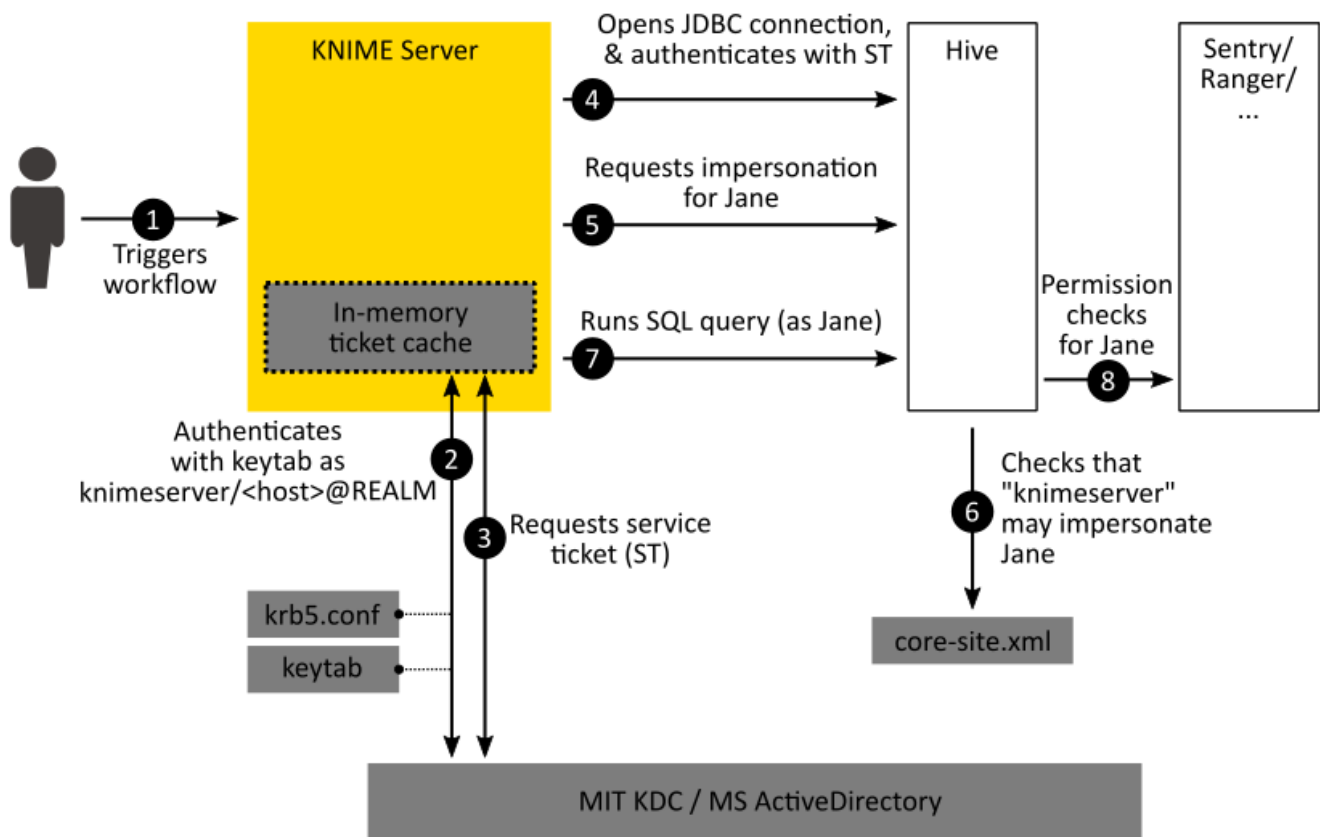 KNIME Server
Opens JDBC connection,
& authenticates with ST
4
Hive
Sentry/
Ranger/
...
1
Triggers
workflow
Requests impersonation
for Jane
5
In-memory
ticket cache
Runs SQL query (as Jane)
7
Permission
checks
for Jane
8
Authenticates
with keytab as
knimeserver/<host>@REALM
2
3
Requests service
ticket (ST)
6
Checks that
"knimeserver"
may impersonate
Jane
krb5.conf
keytab
core-site.xml
MIT KDC / MS ActiveDirectory